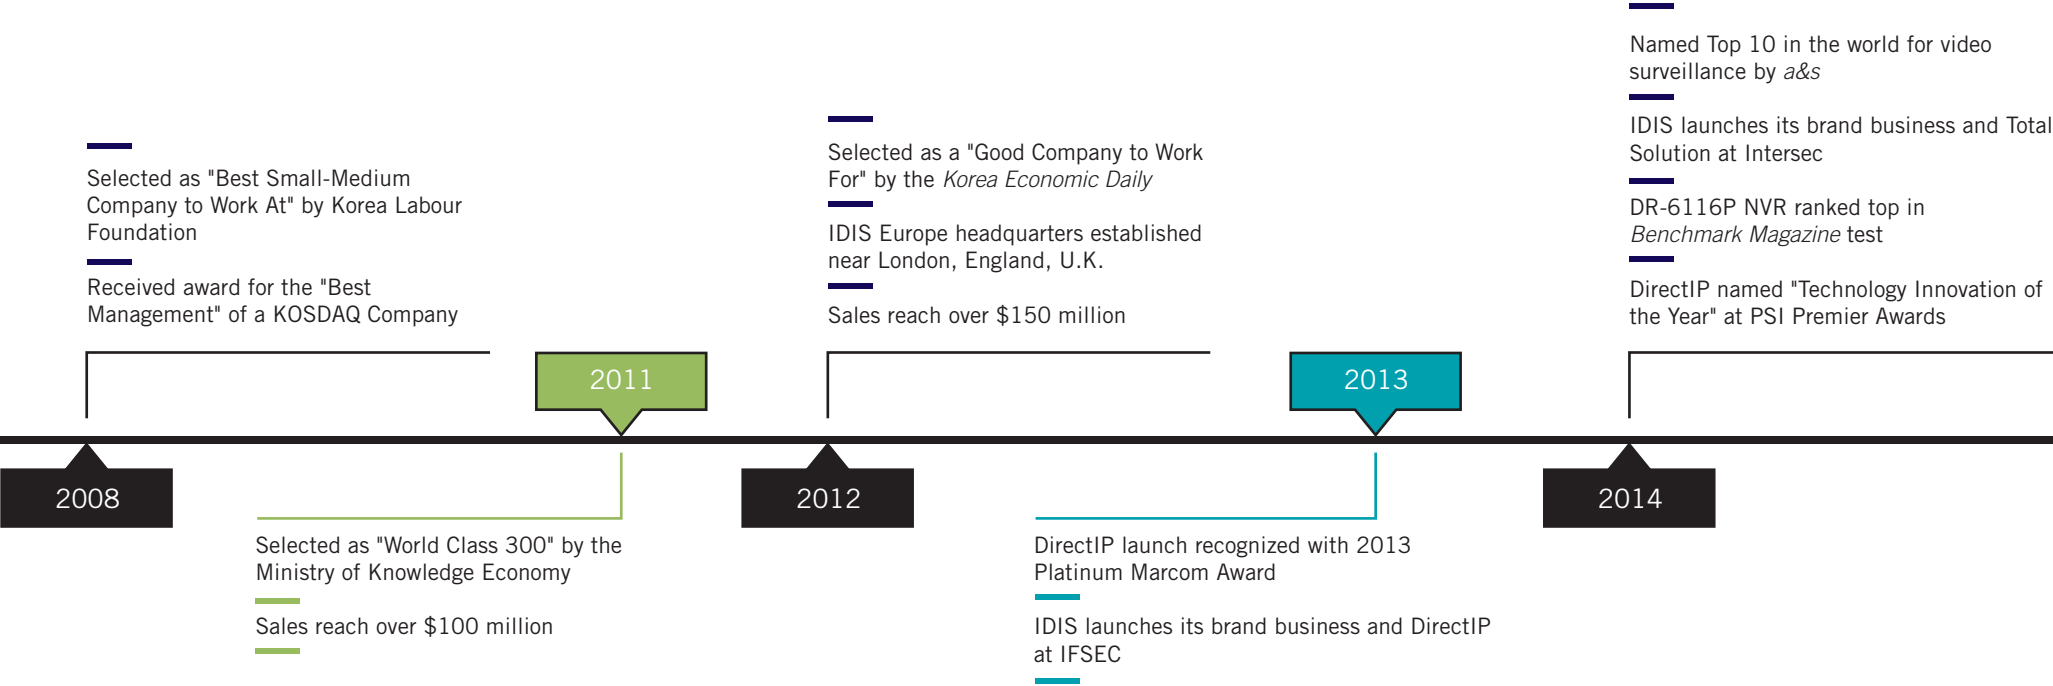 Selected as "Best Small-Medium
Company to Work At" by Korea Labour
Foundation
Received award for the "Best
Management" of a KOSDAQ Company
2008
2011
Selected as "World Class 300" by the
Ministry of Knowledge Economy
Sales reach over $100 million
Selected as a "Good Company to Work
For" by the Korea Economic Daily
IDIS Europe headquarters established
near London, England, U.K.
Sales reach over $150 million
2012
2013
DirectIP launch recognized with 2013
Platinum Marcom Award
IDIS launches its brand business and DirectIP
at IFSEC
Named Top 10 in the world for video
surveillance by a&s
IDIS launches its brand business and Total
Solution at Intersec
DR-6116P NVR ranked top in
Benchmark Magazine test
DirectIP named "Technology Innovation of
the Year" at PSI Premier Awards
2014